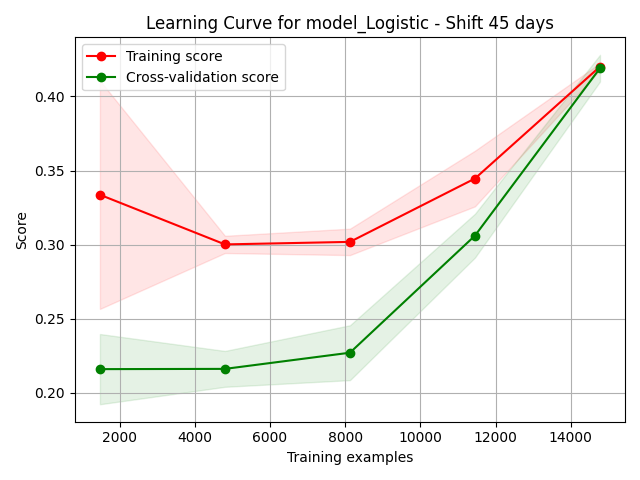 Learning Curve for model_Logistic - Shift 45 days
Training score
Cross-validation score
0.40
0.35
0.30
0.25
0.20
Score
2000 4000 6000 8000 10000 12000 14000
Training examples